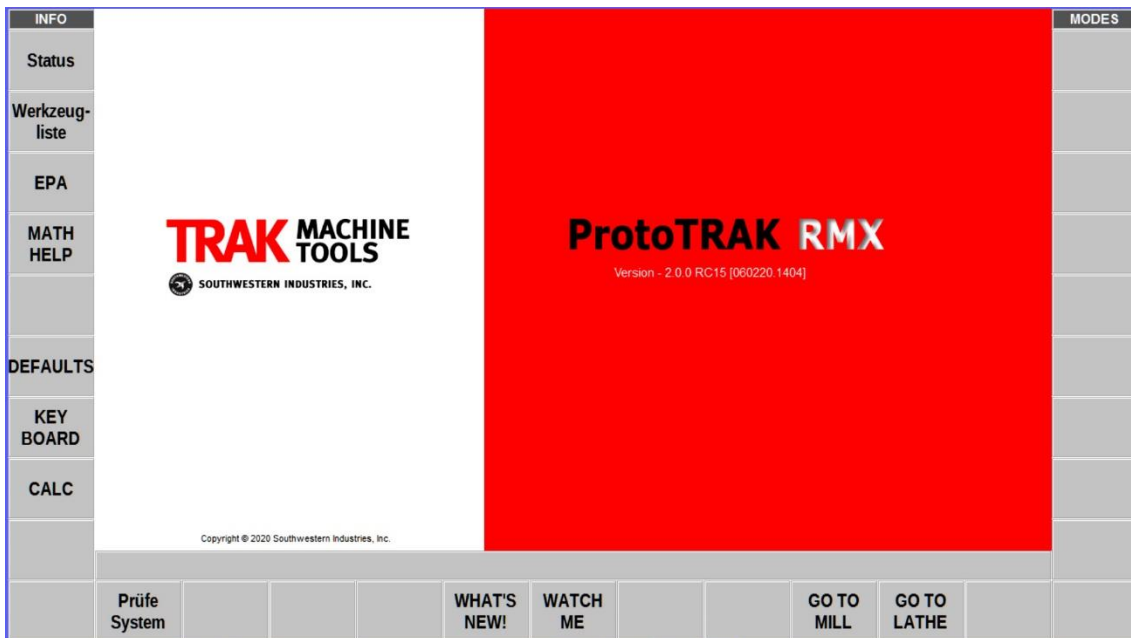 INFO
Status
Werkzeug-
liste
EPA
MATH
HELP
DEFAULTS
KEY
BOARD
CALC
TRAK MACHINE
TOOLS
SOUTHWESTERN INDUSTRIES, INC.
Copyright © 2020 Southwestern Industries, Inc.
ProtoTRAK RMX
Version - 2.0.0 RC15 [060220.1404]
MODES
Prüfe
System
WHAT'S
NEW!
WATCH
ME
GO TO
MILL
GO TO
LATHE